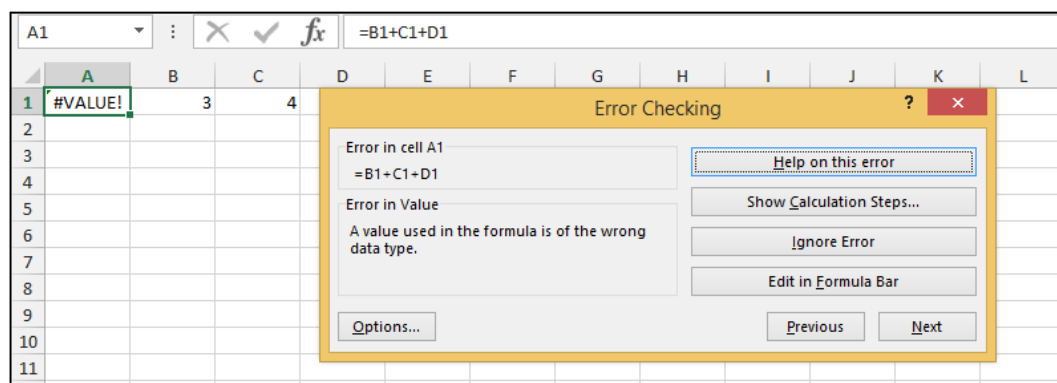 A1 fx =B1+C1+D1
A B C D E F G H I J K L
1 #VALUE! 3 4
Error Checking ? ×
2
Error in cell A1
3
=B1+C1+D1
Help on this error
4
Error in Value
Show Calculation Steps...
5
A value used in the formula is of the wrong
data type.
6
Ignore Error
7
Edit in Formula Bar
8
9
Options... Previous Next
10
11